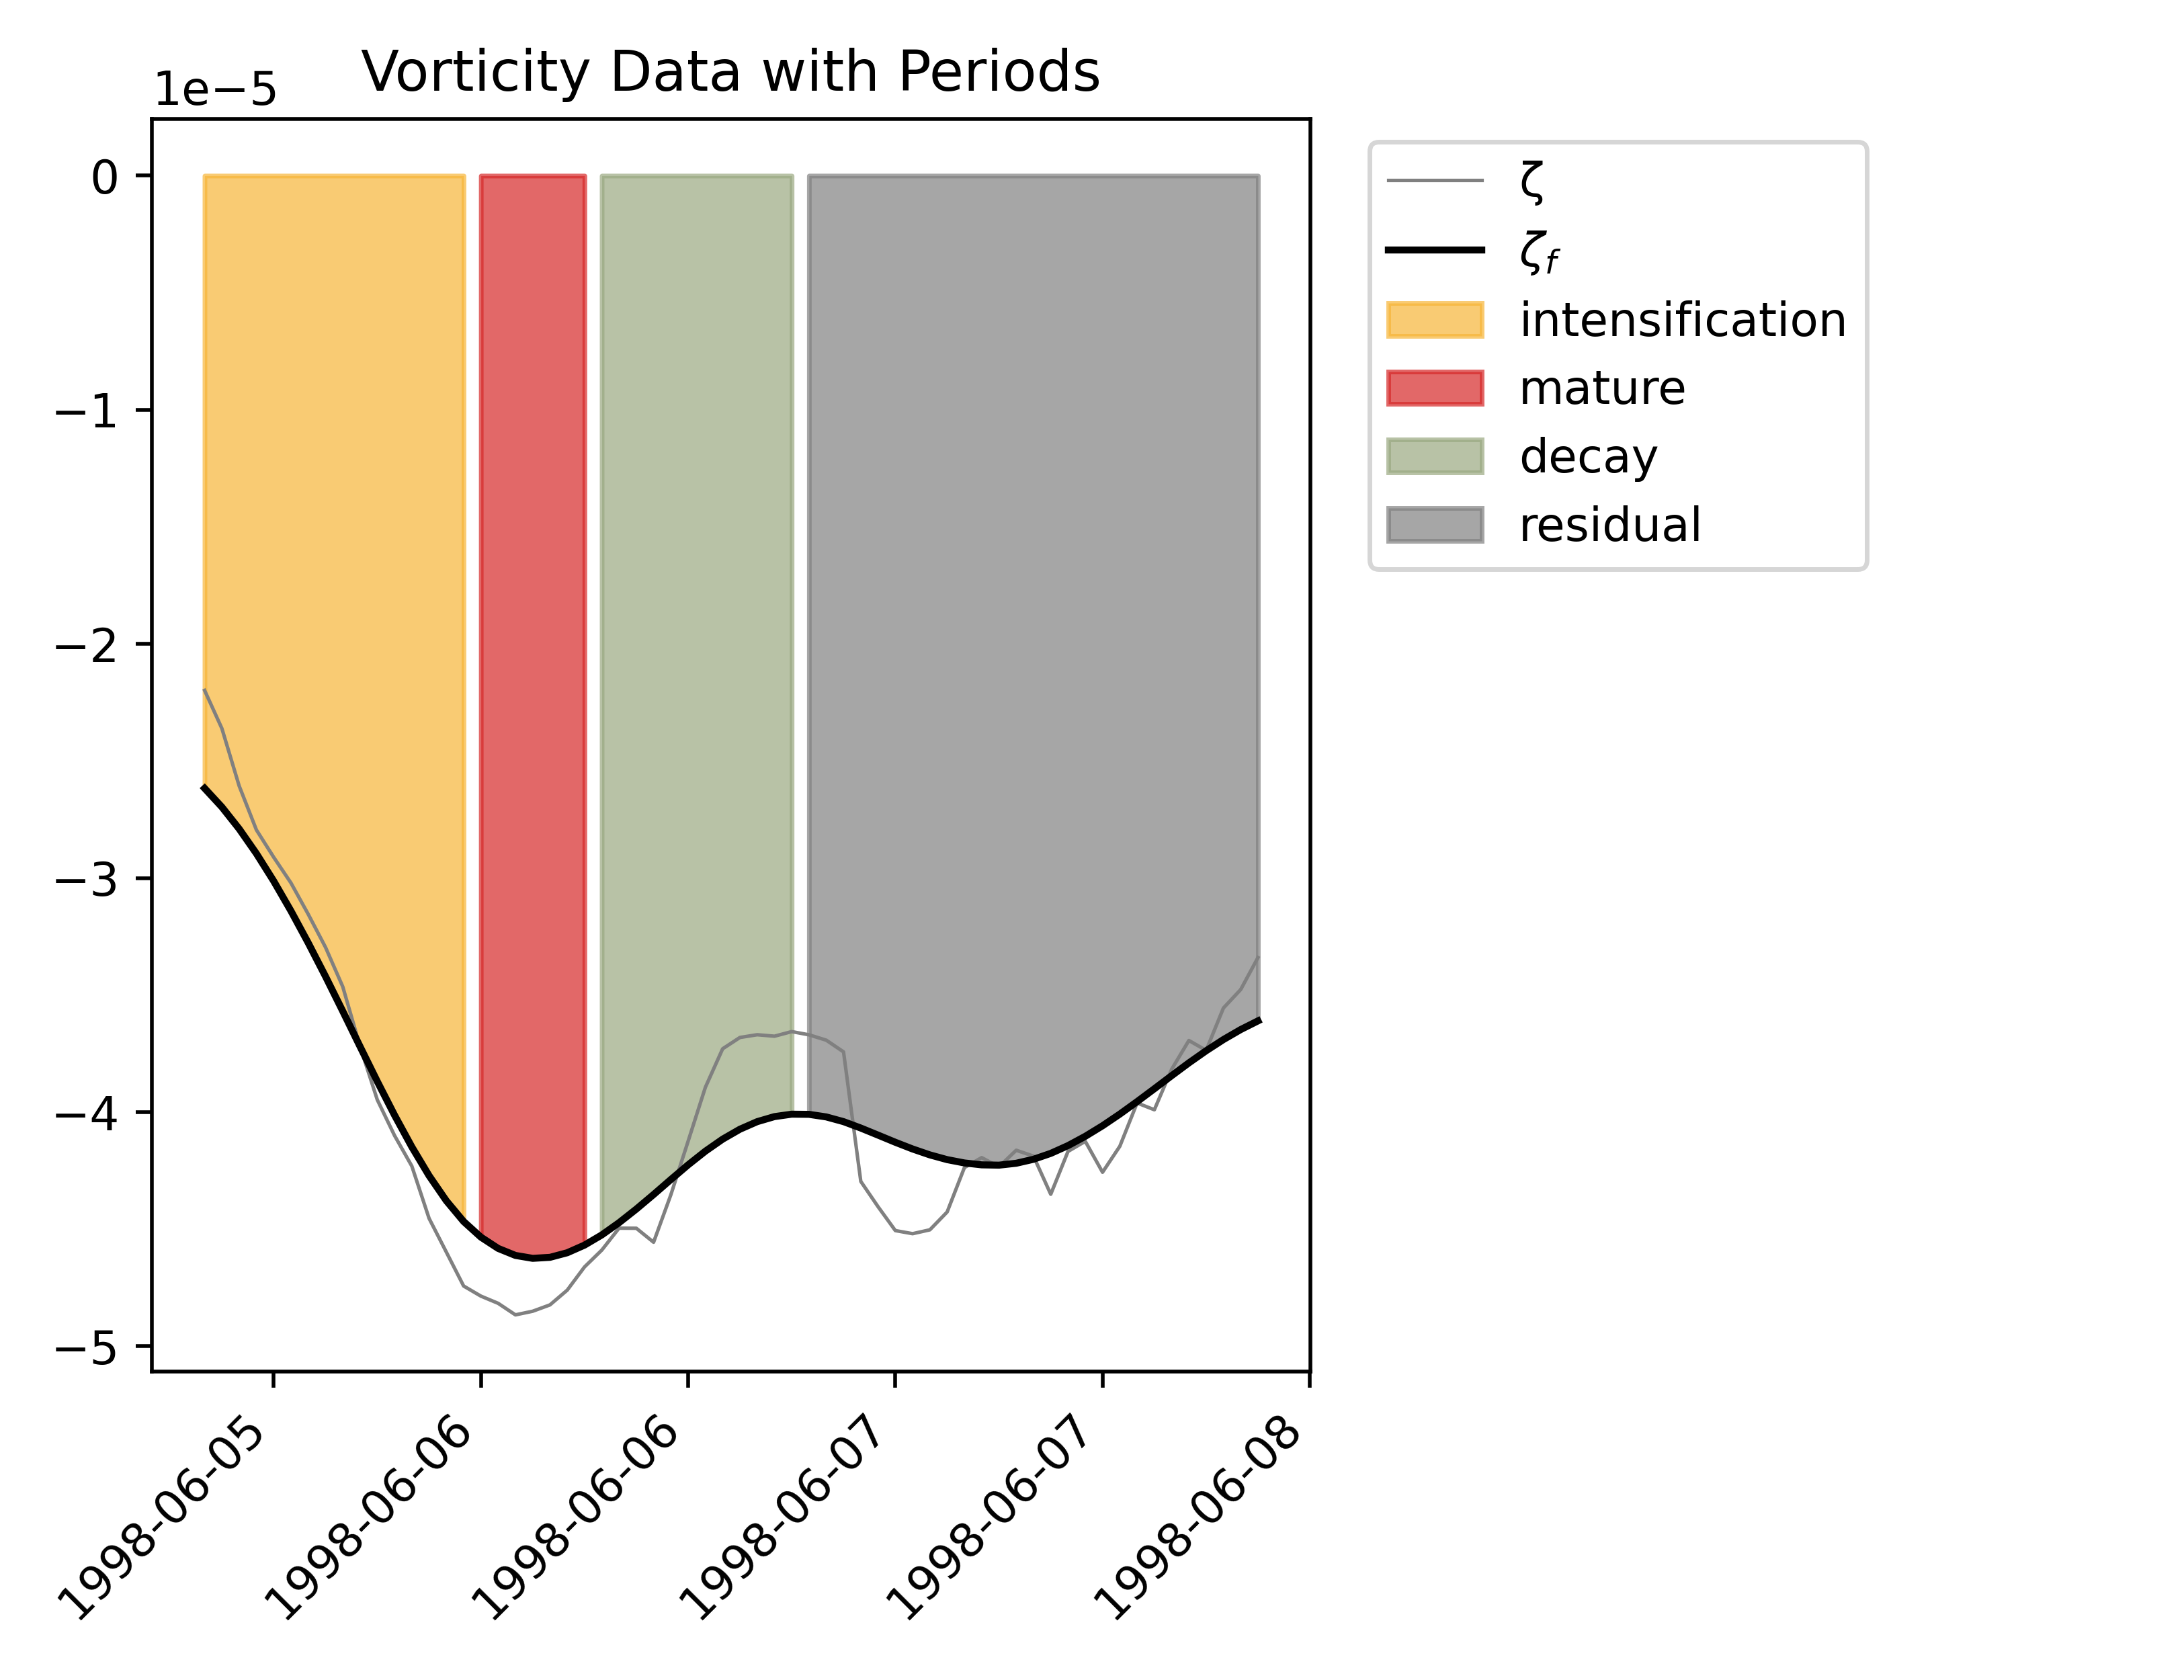 Vorticity Data with Periods
1e−5
0
−1
−2
−3
−4
−5
1998-06-05
1998-06-06
1998-06-06
1998-06-07
1998-06-07
1998-06-08
ζ
ζf
intensification
mature
decay
residual